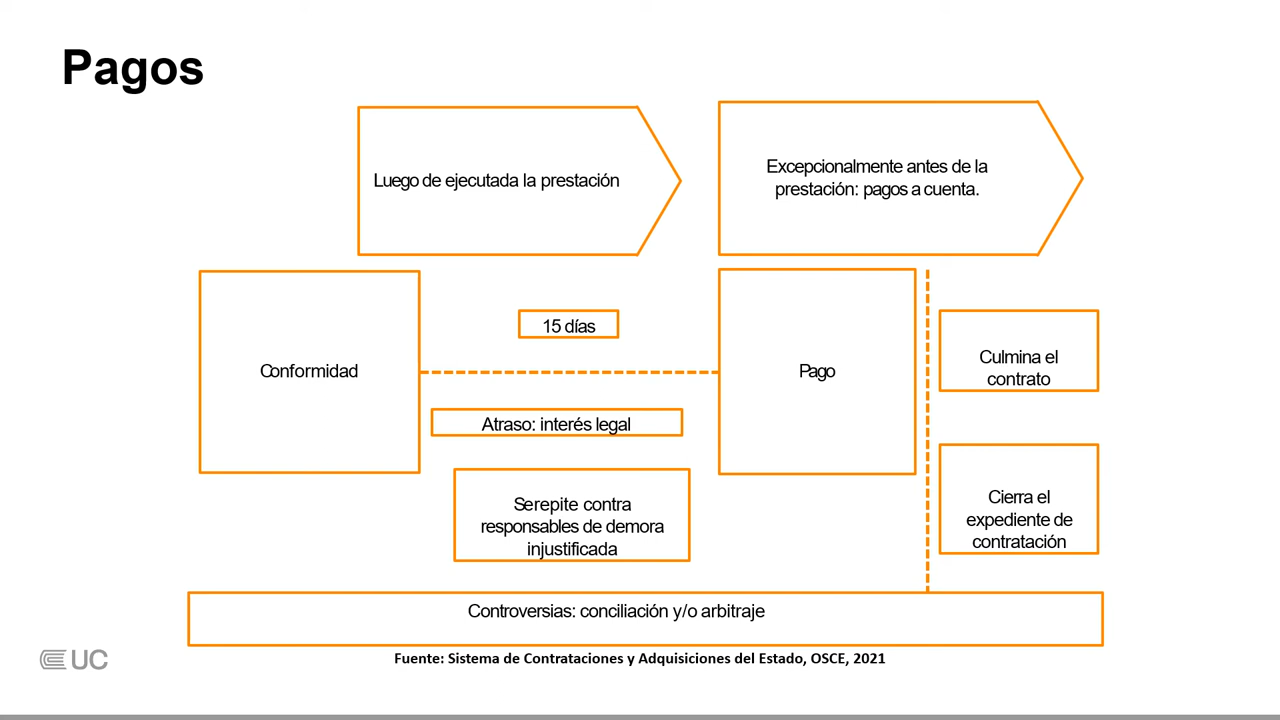 Pagos
Luego de ejecutada la prestación
Excepcionalmente antes de la
prestación: pagos a cuenta.
Conformidad
15 días
Atraso: interés legal
Serepite contra
responsables de demora
injustificada
Pago
Culmina el
contrato
Cierra el
expediente de
contratación
Controversias: conciliación y/o arbitraje
UC
Fuente: Sistema de Contrataciones y Adquisiciones del Estado, OSCE, 2021